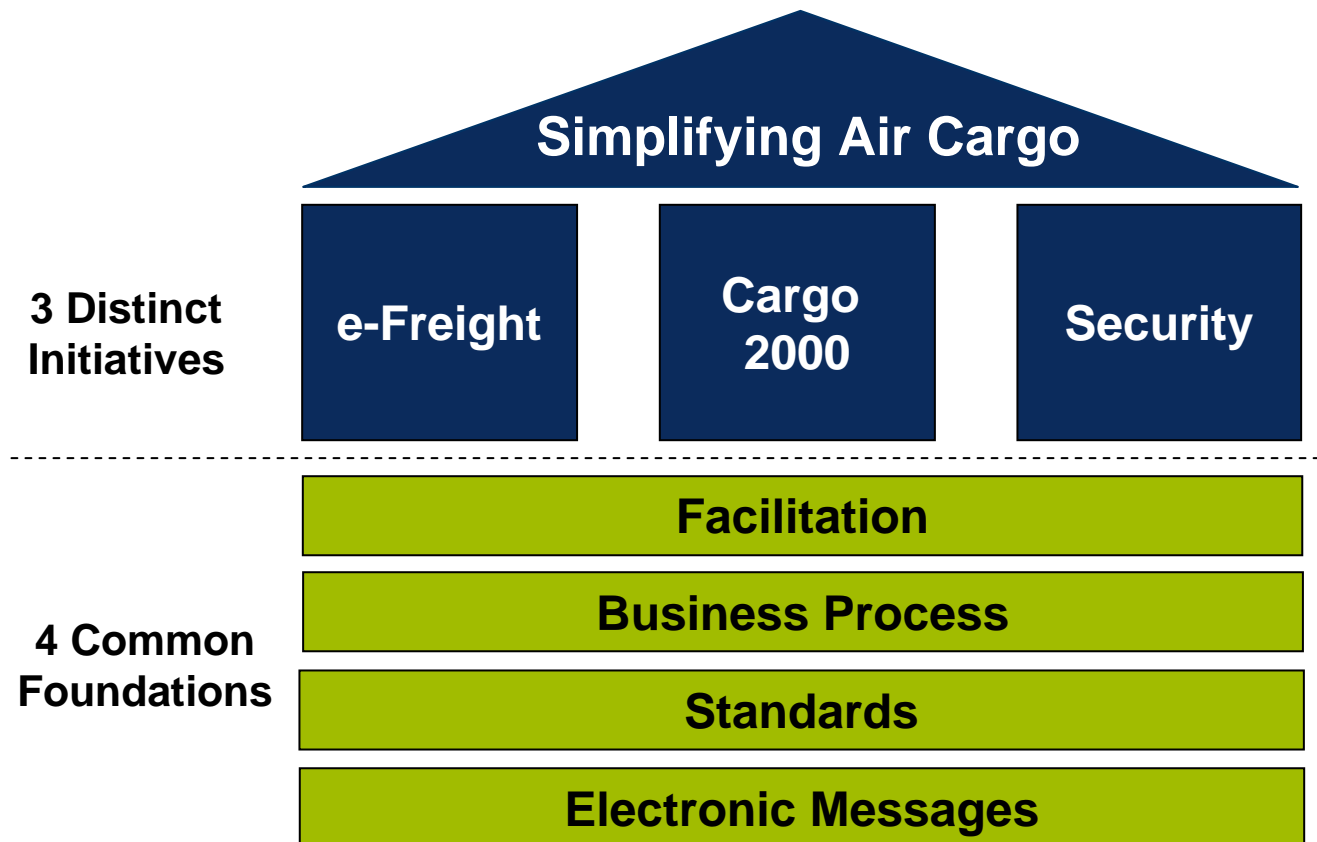 Simplifying Air Cargo
3 Distinct
Initiatives
e-Freight
Cargo
2000
Security
Facilitation
Business Process
4 Common
Foundations
Standards
Electronic Messages